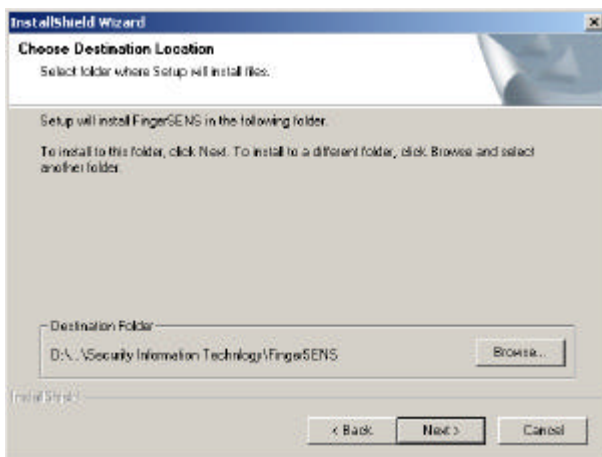 InstallShield Wizard
Choose Destination Location
Select folder where Setup will install files.
Setup will install FingerSENS in the following folder.
To install to this folder, click Next. To install to a different folder, click Browse and select
another folder.
Destination Folder
D:\...\Security Information Technlogy\FingerSENS
Browse...
InstallShield
< Back
Next >
Cancel